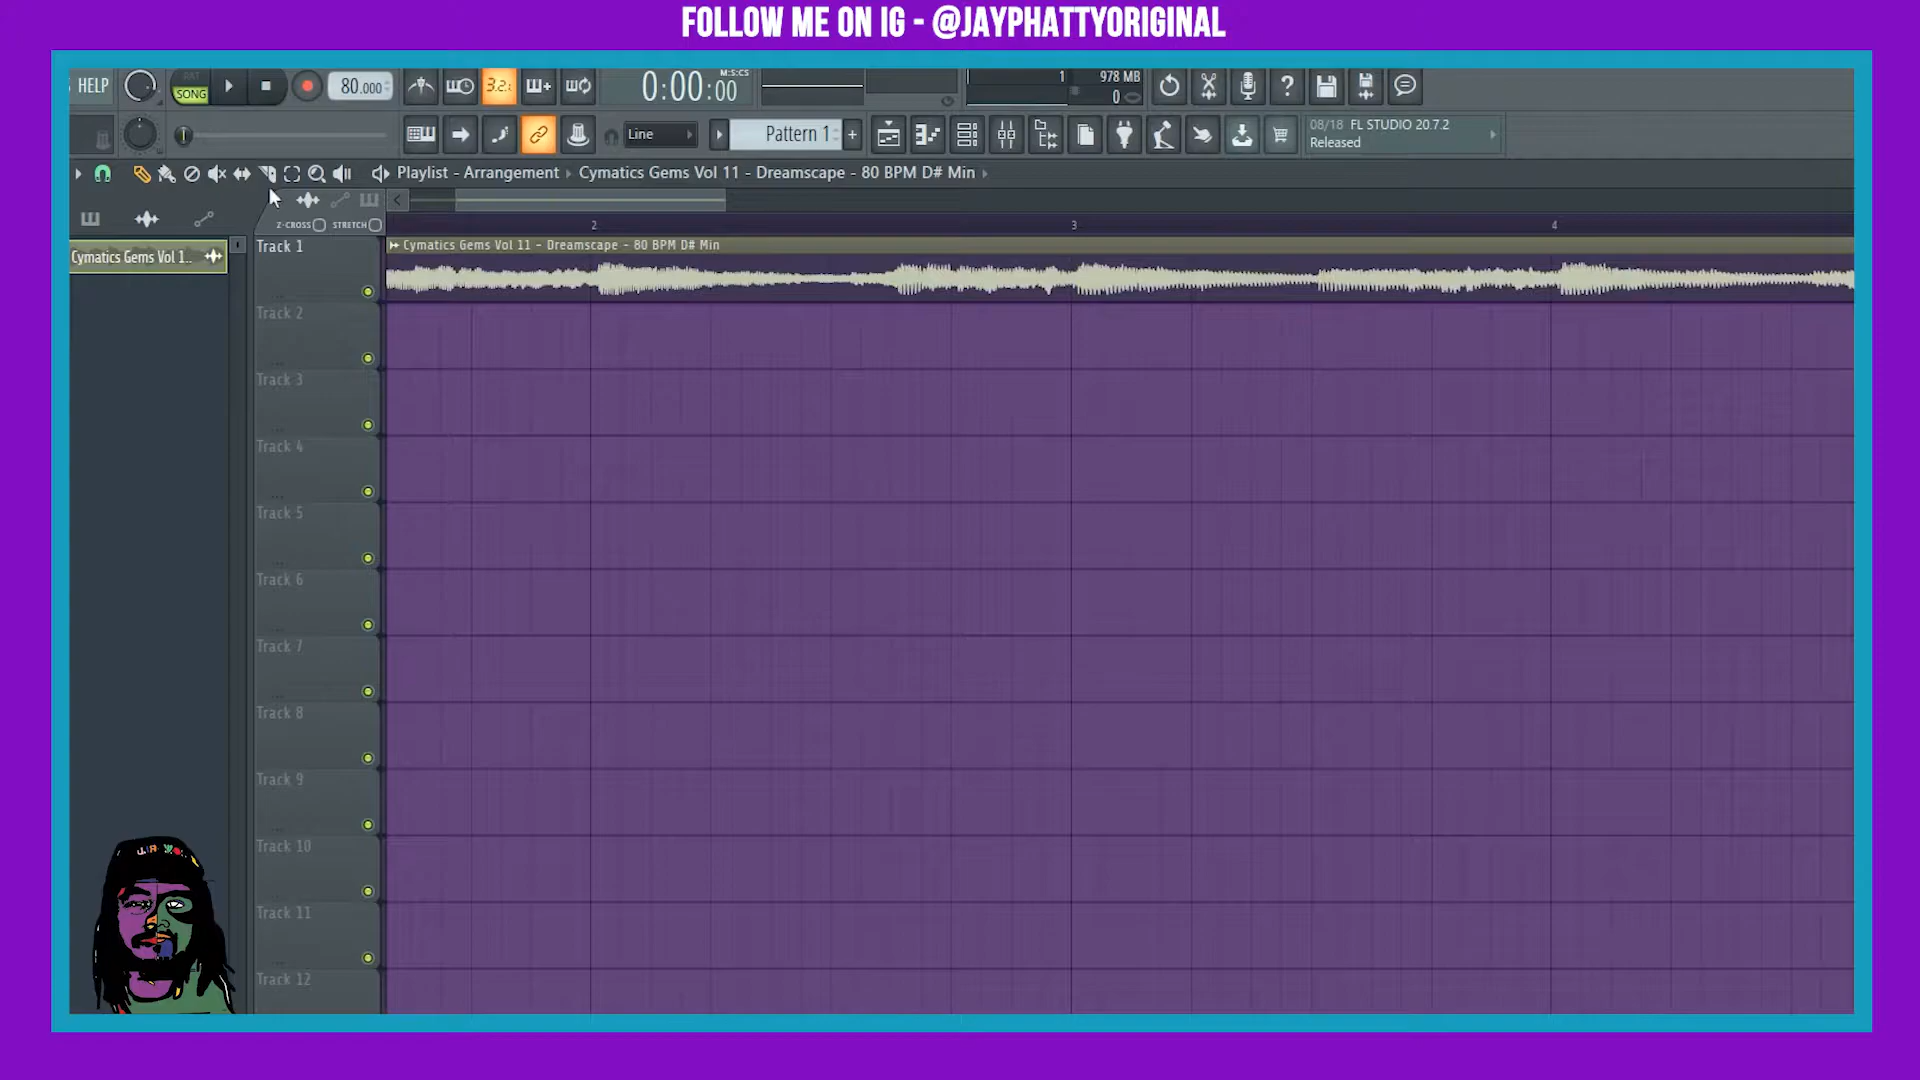 FOLLOW ME ON IG - @JAYPHATTYORIGINAL
HELP
PAT
SONG
80.000
3.2.
0:00:00
M:S:CS
1
978 MB
0
?
Line
Pattern 1
+
08/18 FL STUDIO 20.7.2
Released
Playlist - Arrangement
Cymatics Gems Vol 11 - Dreamscape - 80 BPM D# Min
Z-CROSS
STRETCH
2
3
4
Cymatics Gems Vol 1..
Track 1
Cymatics Gems Vol 11 - Dreamscape - 80 BPM D# Min
Track 2
Track 3
Track 4
Track 5
Track 6
Track 7
Track 8
Track 9
Track 10
Track 11
Track 12